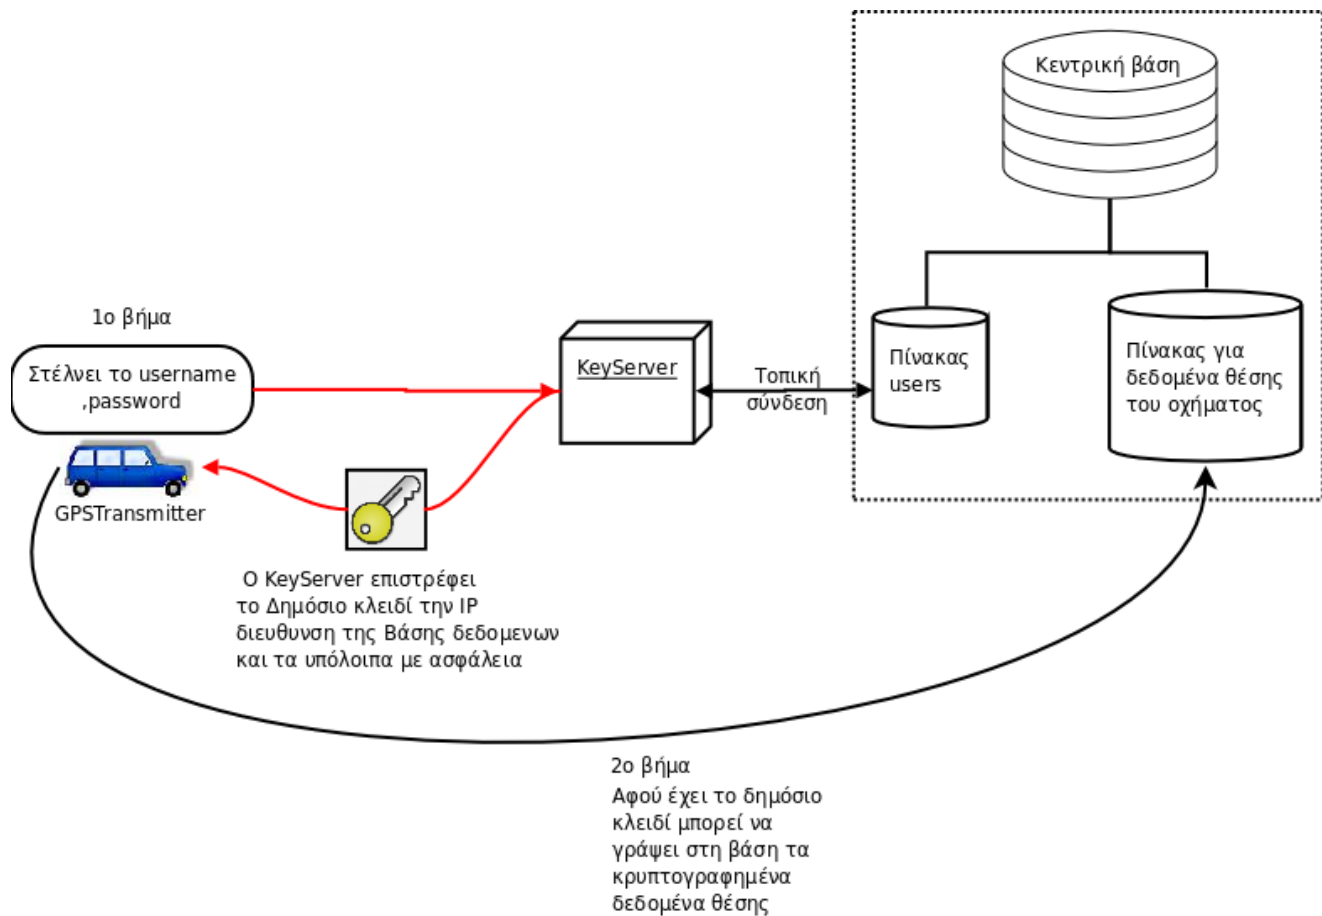 Κεντρική βάση
1ο βήμα
Στέλνει το username
,password
GPSTransmitter
KeyServer
Τοπική
σύνδεση
Πίνακας
users
Πίνακας για
δεδομένα θέσης
του οχήματος
Ο KeyServer επιστρέφει
το Δημόσιο κλειδί την IP
διευθυνση της Βάσης δεδομενων
και τα υπόλοιπα με ασφάλεια
2ο βήμα
Αφού έχει το δημόσιο
κλειδί μπορεί να
γράψει στη βάση τα
κρυπτογραφημένα
δεδομένα θέσης